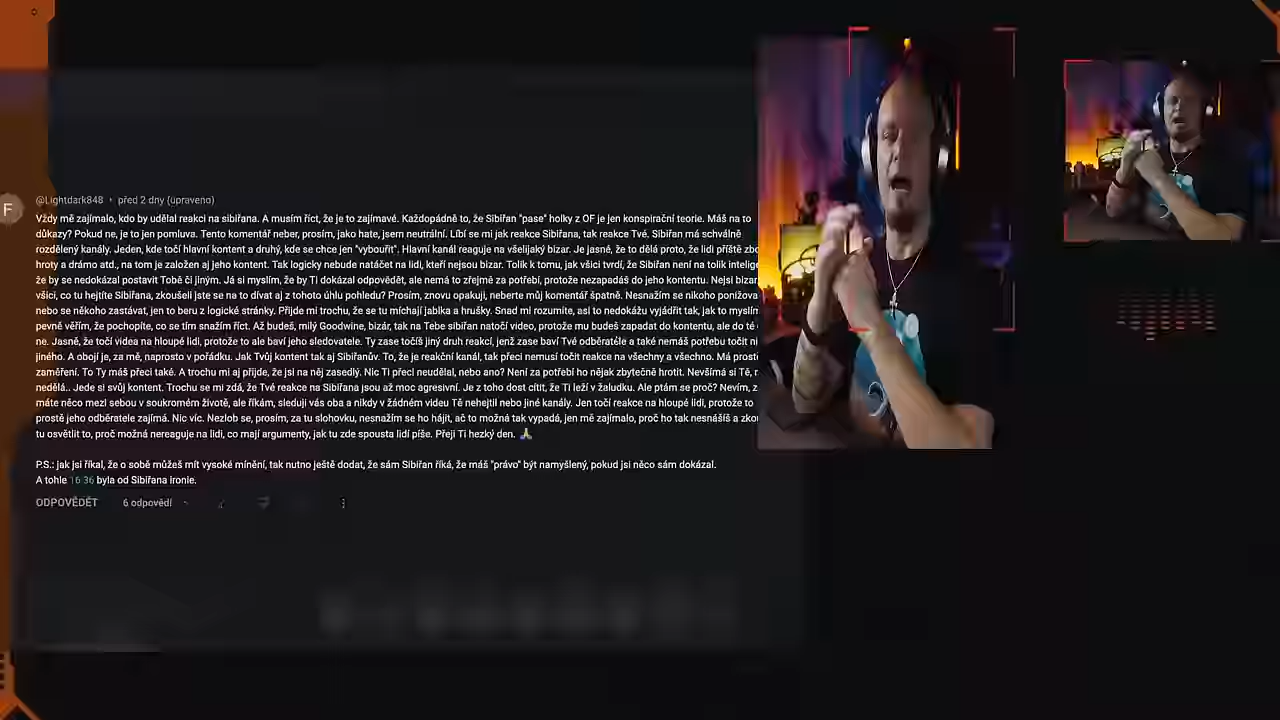 F
@Lightdark848 • před 2 dny (upraveno)
Vždy mě zajímalo, kdo by udělal reakci na sibiřana. A musím říct, že je to zajímavé. Každopádně to, že Sibiřan "pase" holky z OF je jen konspirační teorie. Máš na to
důkazy? Pokud ne, je to jen pomluva. Tento komentář neber, prosím, jako hate, jsem neutrální. Líbí se mi jak reakce Sibiřana, tak reakce Tvé. Sibiřan má schválně
rozdělený kanály. Jeden, kde točí hlavní kontent a druhý, kde se chce jen "vybouřit". Hlavní kanál reaguje na všelijaký bizar. Je jasné, že to dělá proto, že lidi příště
hroty a drámo atd., na tom je založen aj jeho kontent. Tak logicky nebude natáčet na lidi, kteří nejsou bizar. Tolik k tomu, jak všici tvrdí, že Sibiřan není na tolik
že by se nedokázal postavit Tobě či jiným. Já si myslím, že by Ti dokázal odpovědět, ale nemá to zřejmě za potřebí, protože nezapadáš do jeho kontentu. Nejsi
všici, co tu hejtíte Sibiřana, zkoušeli jste se na to dívat aj z tohoto úhlu pohledu? Prosím, znovu opakuji, neberte můj komentář špatně. Nesnažím se nikoho
nebo se někoho zastávat, jen to beru z logické stránky. Přijde mi trochu, že se tu míchají jablka a hrušky. Snad mi rozumíte, asi to nedokážu vyjádřit tak, jak to
pevně věřím, že pochopíte, co se tím snažím říct. Až budeš, milý Goodwine, bizár, tak na Tebe sibiřan natočí video, protože mu budeš zapadat do kontentu, ale do té
ne. Jasné, že točí videa na hloupé lidi, protože to ale baví jeho sledovatele. Ty zase točíš jiný druh reakcí, jenž zase baví Tvé odběratele a také nemáš potřebu točit
jiného. A obojí je, za mě, naprosto v pořádku. Jak Tvůj kontent tak aj Sibiřanův. To, že je reakční kanál, tak přeci nemusí točit reakce na všechny a všechno. Má
zaměření. To Ty máš přeci také. A trochu mi aj přijde, že jsi na něj zasedlý. Nic Ti přeci neudělal, nebo ano? Není za potřebí ho nějak zbytečně hrotit. Nevšímá si Tě,
nedělá.. Jede si svůj kontent. Trochu se mi zdá, že Tvé reakce na Sibiřana jsou až moc agresivní. Je z toho dost cítit, že Ti leží v žaludku. Ale ptám se proč? Nevím,
máte něco mezi sebou v soukromém životě, ale říkám, sleduji vás oba a nikdy v žádném videu Tě nehejtil nebo jiné kanály. Jen točí reakce na hloupé lidi, protože to
prostě jeho odběratele zajímá. Nic víc. Nezlob se, prosím, za tu slohovku, nesnažím se ho hájit, ač to možná tak vypadá, jen mě zajímalo, proč ho tak nesnášíš a
tu osvětlit to, proč možná nereaguje na lidi, co mají argumenty, jak tu zde spousta lidí píše. Přeji Ti hezký den. 🙏
P.S.: jak jsi říkal, že o sobě můžeš mít vysoké mínění, tak nutno ještě dodat, že sám Sibiřan říká, že máš "právo" být namyšlený, pokud jsi něco sám dokázal.
A tohle 16:36 byla od Sibiřana ironie.
ODPOVĚDĚT 6 odpovědí